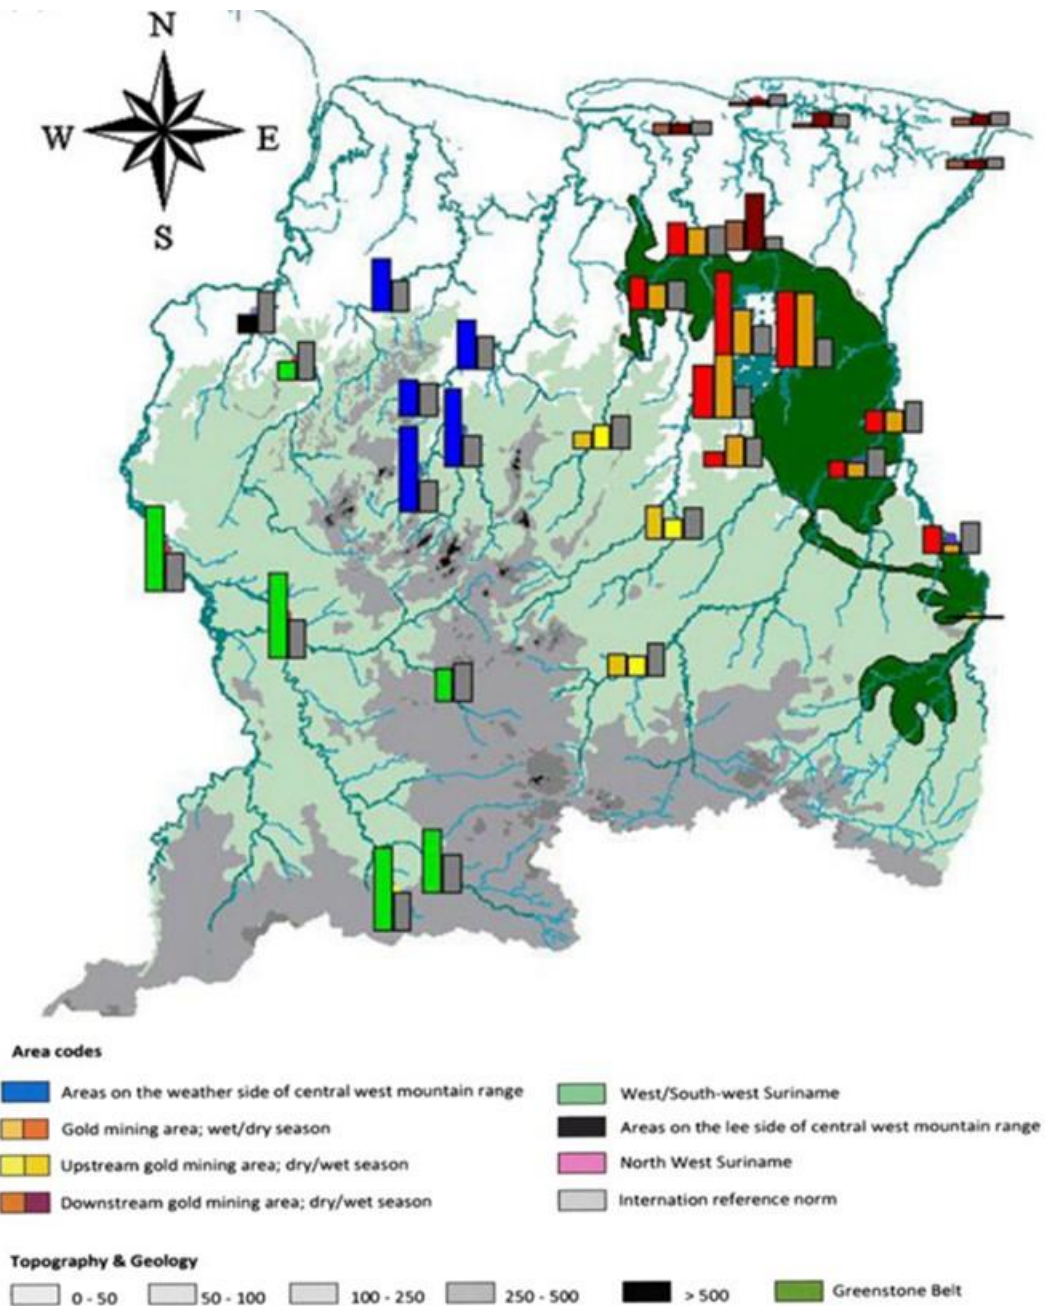 N
W E
S
Area codes
Areas on the weather side of central west mountain range
West/South-west Suriname
Gold mining area; wet/dry season
Areas on the lee side of central west mountain range
Upstream gold mining area; dry/wet season
North West Suriname
Downstream gold mining area; dry/wet season
Internation reference norm
Topography & Geology
0 - 50 50 - 100 100 - 250 250 - 500 > 500 Greenstone Belt